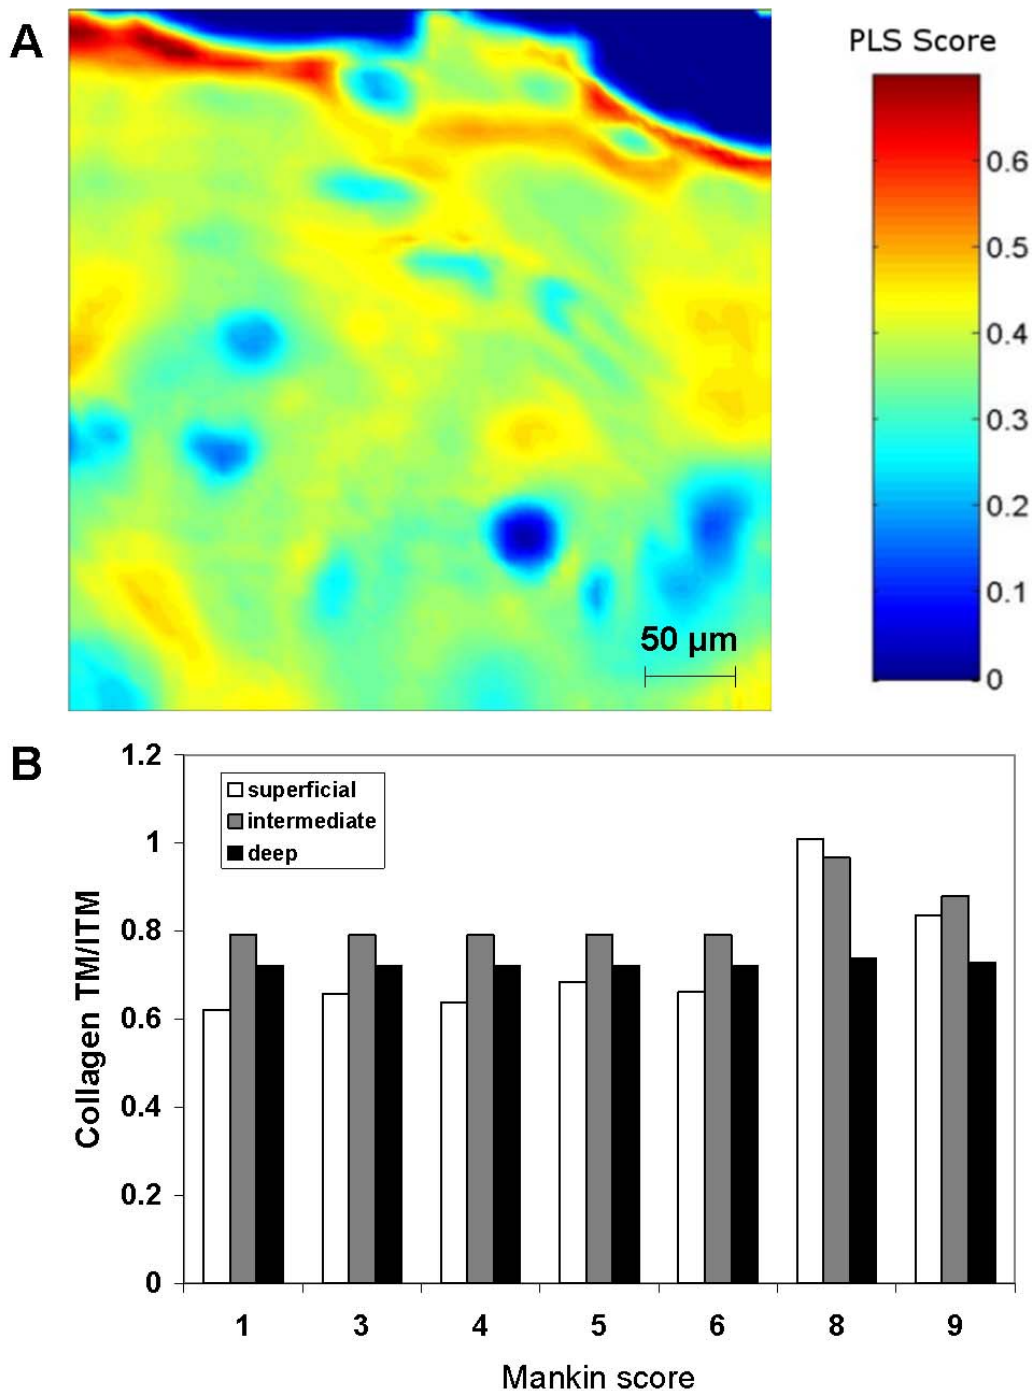 A
PLS Score
0.6
0.5
0.4
0.3
0.2
0.1
0
50 µm
B
1.2
1
0.8
0.6
0.4
0.2
0
superficial
intermediate
deep
Collagen TM/ITM
1 3 4 5 6 8 9
Mankin score